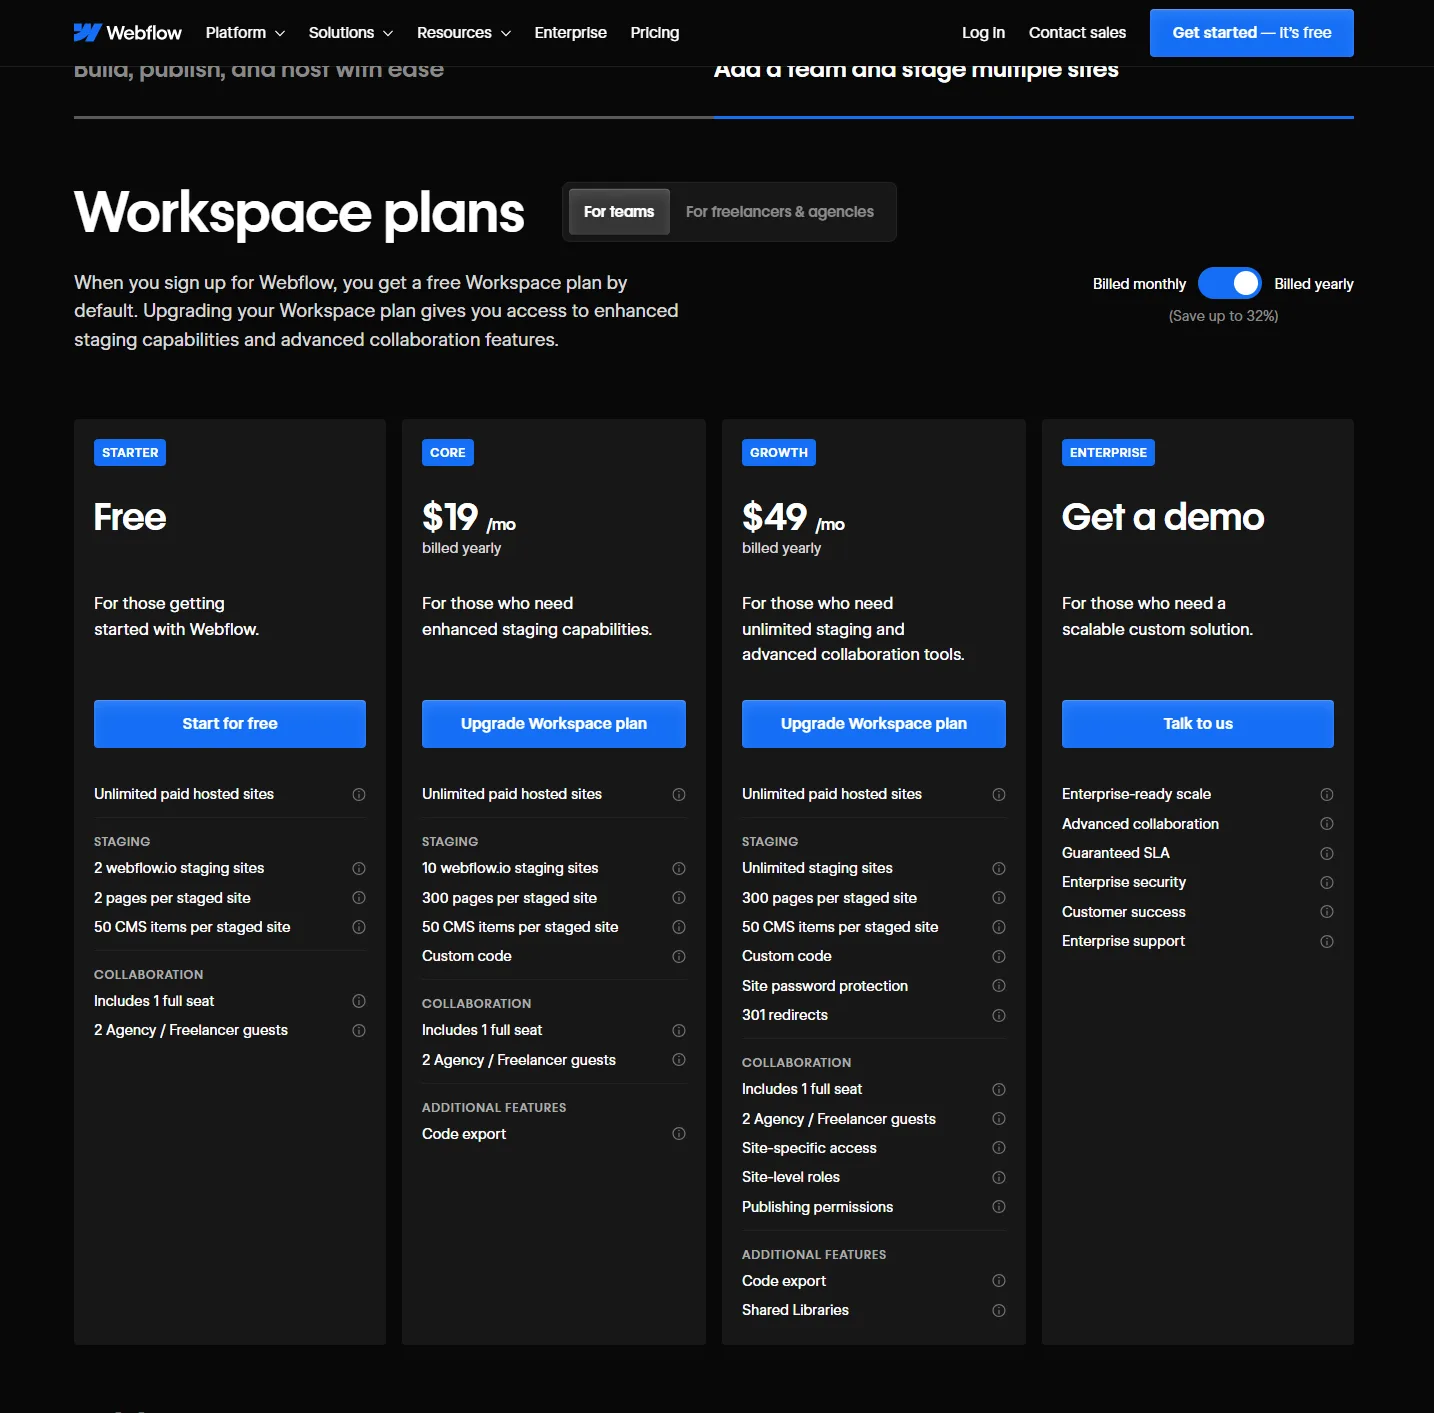 Webflow
Platform
Solutions
Resources
Enterprise
Pricing
Log in
Contact sales
Get started — it's free
Build, publish, and host with ease
Add a team and stage multiple sites
Workspace plans
For teams
For freelancers & agencies
When you sign up for Webflow, you get a free Workspace plan by
default. Upgrading your Workspace plan gives you access to enhanced
staging capabilities and advanced collaboration features.
Billed monthly
Billed yearly
(Save up to 32%)
STARTER
Free
For those getting
started with Webflow.
Start for free
Unlimited paid hosted sites
STAGING
2 webflow.io staging sites
2 pages per staged site
50 CMS items per staged site
COLLABORATION
Includes 1 full seat
2 Agency / Freelancer guests
CORE
$19 /mo
billed yearly
For those who need
enhanced staging capabilities.
Upgrade Workspace plan
Unlimited paid hosted sites
STAGING
10 webflow.io staging sites
300 pages per staged site
50 CMS items per staged site
Custom code
COLLABORATION
Includes 1 full seat
2 Agency / Freelancer guests
ADDITIONAL FEATURES
Code export
GROWTH
$49 /mo
billed yearly
For those who need
unlimited staging and
advanced collaboration tools.
Upgrade Workspace plan
Unlimited paid hosted sites
STAGING
Unlimited staging sites
300 pages per staged site
50 CMS items per staged site
Custom code
Site password protection
301 redirects
COLLABORATION
Includes 1 full seat
2 Agency / Freelancer guests
Site-specific access
Site-level roles
Publishing permissions
ADDITIONAL FEATURES
Code export
Shared Libraries
ENTERPRISE
Get a demo
For those who need a
scalable custom solution.
Talk to us
Enterprise-ready scale
Advanced collaboration
Guaranteed SLA
Enterprise security
Customer success
Enterprise support